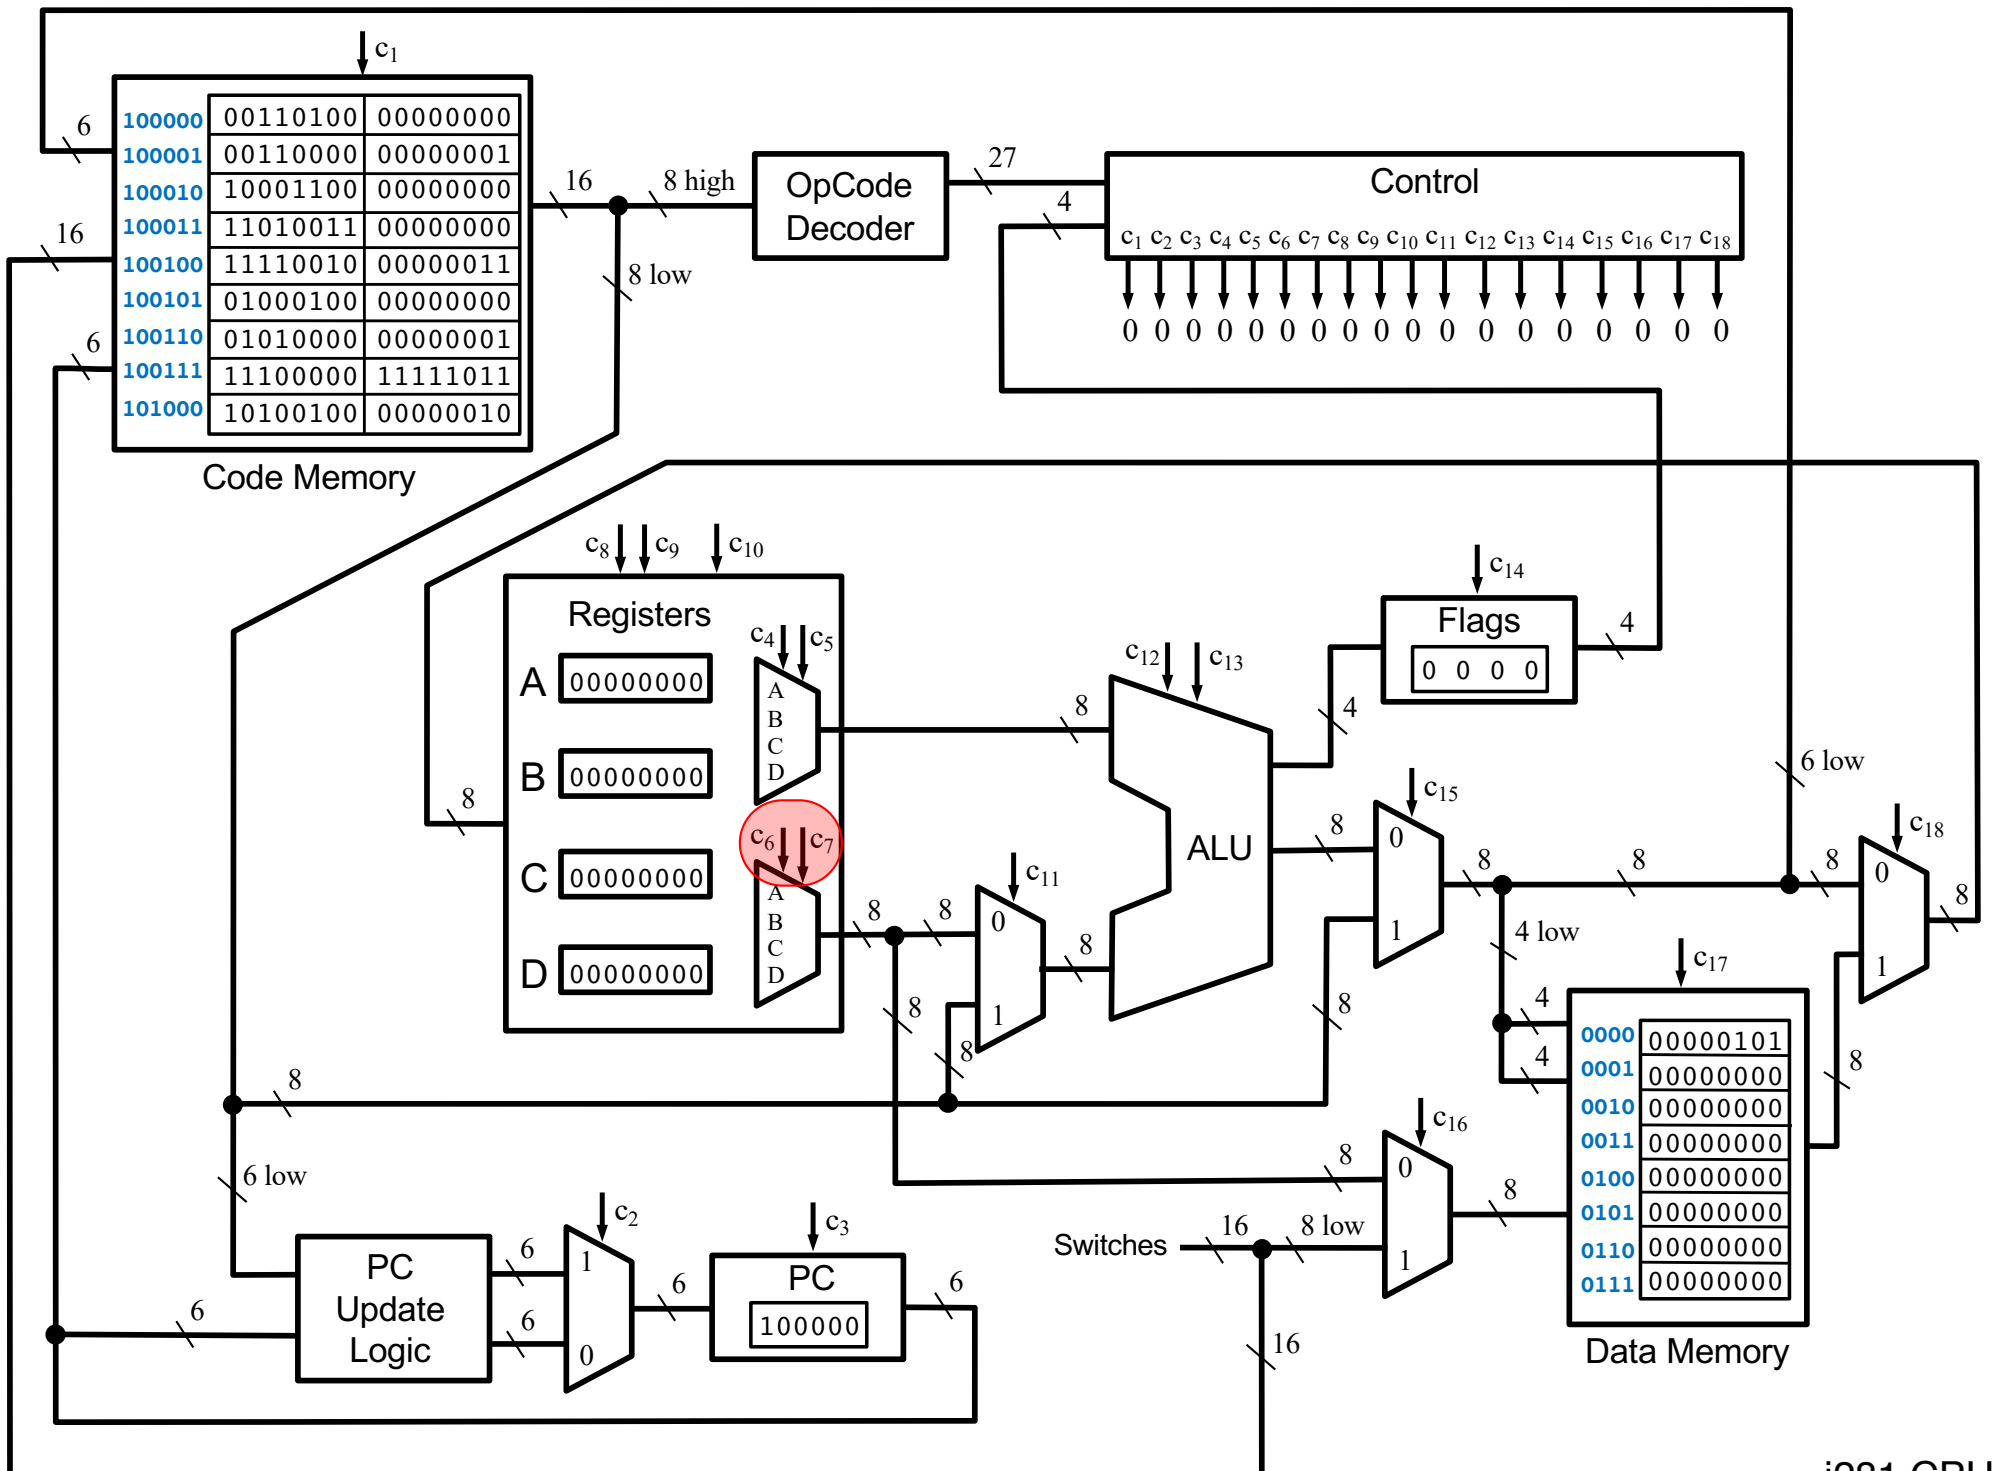 c1
100000 00110100 00000000
100001 00110000 00000001
100010 10001100 00000000
100011 11010011 00000000
100100 11110010 00000011
100101 01000100 00000000
100110 01010000 00000001
100111 11100000 11111011
101000 10100100 00000010
Code Memory
6
16
6
16
8 high
8 low
OpCode
Decoder
27
4
Control
c1 c2 c3 c4 c5 c6 c7 c8 c9 c10 c11 c12 c13 c14 c15 c16 c17 c18
0 0 0 0 0 0 0 0 0 0 0 0 0 0 0 0 0 0
c8 c9 c10
Registers
A 00000000
B 00000000
C 00000000
D 00000000
8
c4 c5
A
B
C
D
c6 c7
A
B
C
D
8
8
8
8
c11
0
1
8
8
c12 c13
ALU
4
c14
Flags
0 0 0 0
4
8
c15
0
1
8
8
8
6 low
8
c18
0
1
8
4 low
4
4
c17
0000 00000101
0001 00000000
0010 00000000
0011 00000000
0100 00000000
0101 00000000
0110 00000000
0111 00000000
Data Memory
8
8
6 low
c16
0
1
8
8
Switches
16
8 low
16
PC
Update
Logic
6
6
6
c2
1
0
6
c3
PC
100000
6